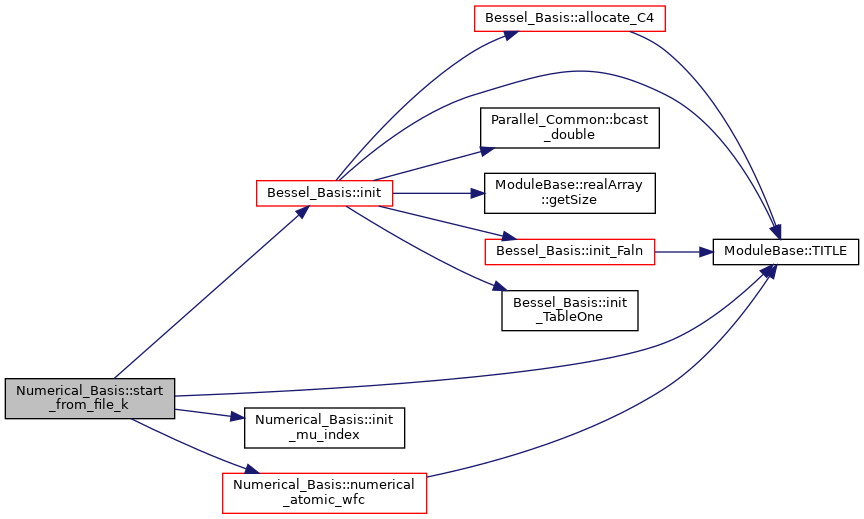 Bessel_Basis::allocate_C4
Parallel_Common::bcast
_double
Bessel_Basis::init
ModuleBase::realArray
::getSize
Bessel_Basis::init_Faln
ModuleBase::TITLE
Bessel_Basis::init
_TableOne
Numerical_Basis::start
_from_file_k
Numerical_Basis::init
_mu_index
Numerical_Basis::numerical
_atomic_wfc